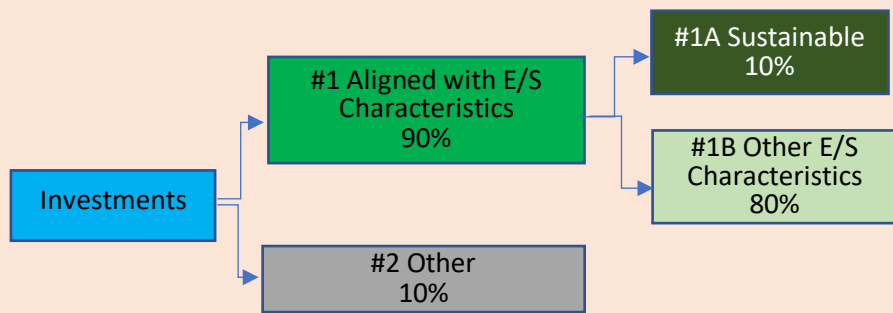 Investments
#1 Aligned with E/S
Characteristics
90%
#2 Other
10%
#1A Sustainable
10%
#1B Other E/S
Characteristics
80%